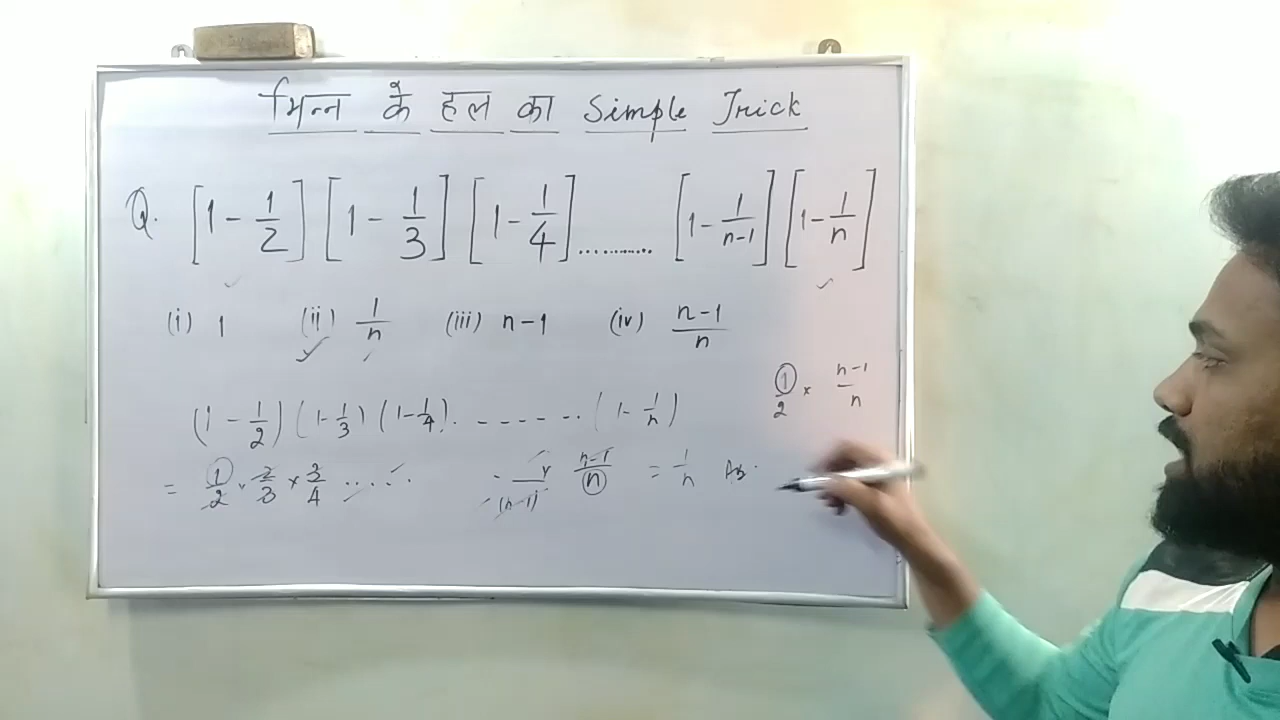 भिन्न के हल का Simple Trick
Q. [1 - 1/2] [1 - 1/3] [1 - 1/4] ............ [1 - 1/n-1] [1 - 1/n]
(i) 1 (ii) 1/n (iii) n-1 (iv) n-1/n
(1 - 1/2) (1 - 1/3) (1 - 1/4) . - - - - - .. (1 - 1/n)
1/2 × n-1/n
= 1/2 × 2/3 × 3/4 ..... (n-1) n-1/n = 1/n